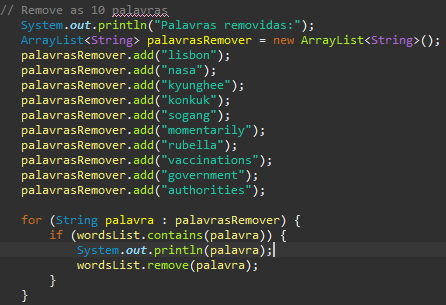 // Remove as 10 palavras
System.out.println("Palavras removidas:");
ArrayList<String> palavrasRemover = new ArrayList<String>();
palavrasRemover.add("lisbon");
palavrasRemover.add("nasa");
palavrasRemover.add("kyunghee");
palavrasRemover.add("konkuk");
palavrasRemover.add("sogang");
palavrasRemover.add("momentarily");
palavrasRemover.add("rubella");
palavrasRemover.add("vaccinations");
palavrasRemover.add("government");
palavrasRemover.add("authorities");
for (String palavra : palavrasRemover) {
if (wordsList.contains(palavra)) {
System.out.println(palavra);
wordsList.remove(palavra);
}
}